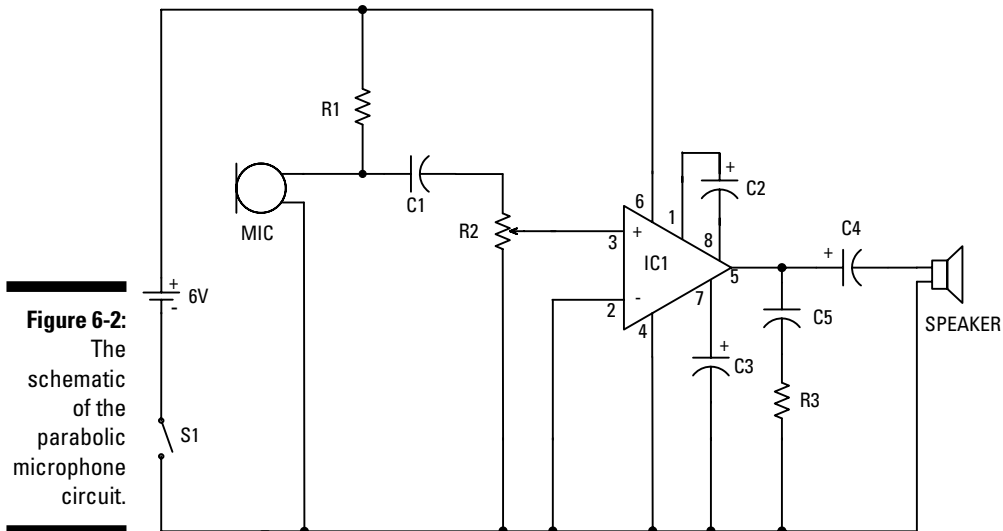 Figure 6-2:
The
schematic
of the
parabolic
microphone
circuit.
+
6V
-
S1
R1
MIC
C1
R2
6
1
+
C2
3
+
8
IC1
5
2
-
7
4
+
C3
+
C4
C5
R3
SPEAKER